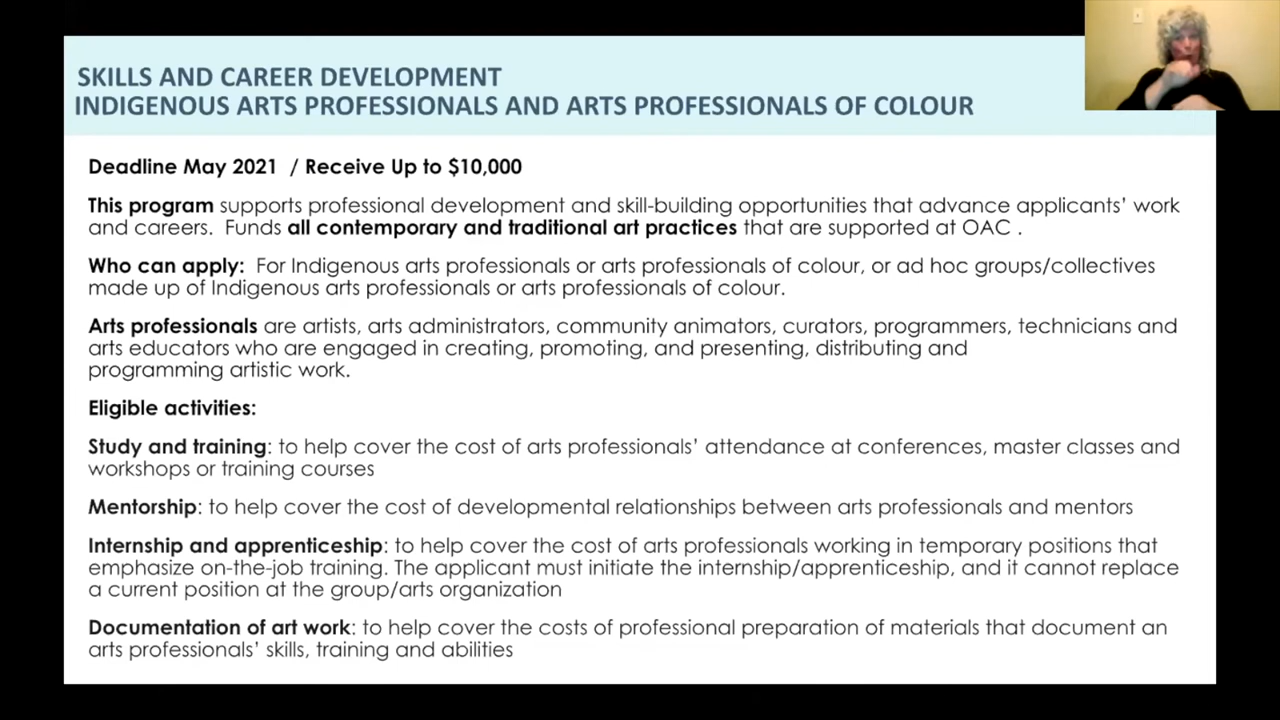 SKILLS AND CAREER DEVELOPMENT
INDIGENOUS ARTS PROFESSIONALS AND ARTS PROFESSIONALS OF COLOUR
Deadline May 2021 / Receive Up to $10,000
This program supports professional development and skill-building opportunities that advance applicants' work
and careers. Funds all contemporary and traditional art practices that are supported at OAC .
Who can apply: For Indigenous arts professionals or arts professionals of colour, or ad hoc groups/collectives
made up of Indigenous arts professionals or arts professionals of colour.
Arts professionals are artists, arts administrators, community animators, curators, programmers, technicians and
arts educators who are engaged in creating, promoting, and presenting, distributing and
programming artistic work.
Eligible activities:
Study and training: to help cover the cost of arts professionals' attendance at conferences, master classes and
workshops or training courses
Mentorship: to help cover the cost of developmental relationships between arts professionals and mentors
Internship and apprenticeship: to help cover the cost of arts professionals working in temporary positions that
emphasize on-the-job training. The applicant must initiate the internship/apprenticeship, and it cannot replace
a current position at the group/arts organization
Documentation of art work: to help cover the costs of professional preparation of materials that document an
arts professionals' skills, training and abilities